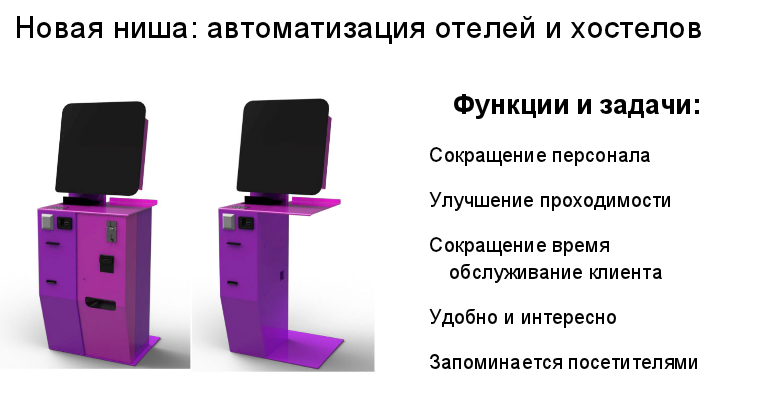 Новая ниша: автоматизация отелей и хостелов
Функции и задачи:
Сокращение персонала
Улучшение проходимости
Сокращение время
обслуживание клиента
Удобно и интересно
Запоминается посетителями